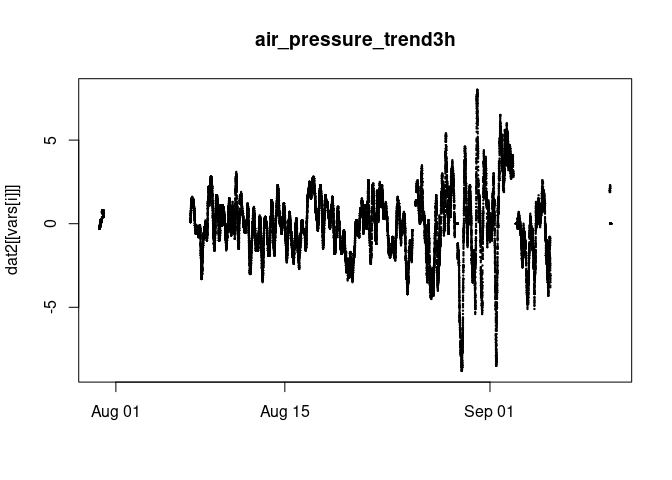 air_pressure_trend3h
dat2[[vars[i]]]
5
0
-5
Aug 01
Aug 15
Sep 01